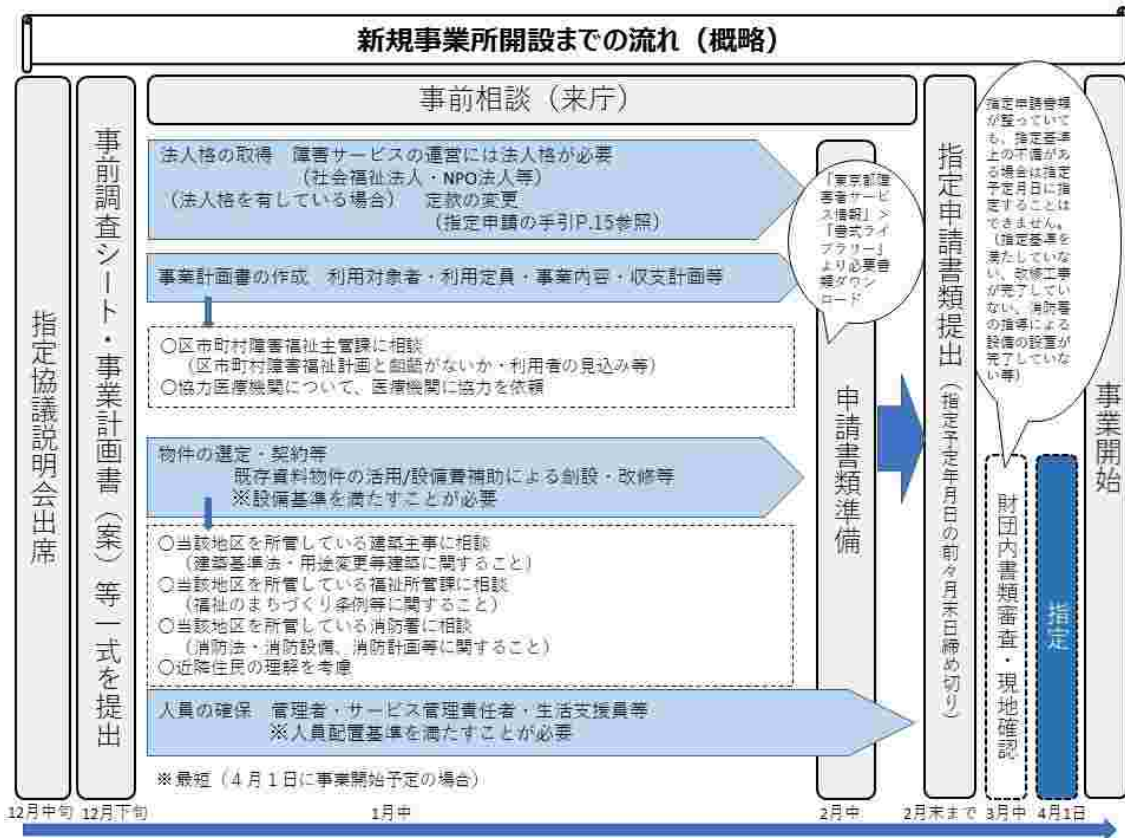 新規事業所開設までの流れ（概略）
指定協議説明会出席
事前調査シート・事業計画書（案）等一式を提出
事前相談（来庁）
法人格の取得　障害サービスの運営には法人格が必要
（社会福祉法人・NPO法人等）
（法人格を有している場合）　定款の変更
（指定申請の手引P.15参照）
事業計画書の作成　利用対象者・利用定員・事業内容・収支計画等
○区市町村障害福祉主管課に相談
（区市町村障害福祉計画と齟齬がないか・利用者の見込み等）
○協力医療機関について、医療機関に協力を依頼
物件の選定・契約等
既存資料物件の活用/設備費補助による創設・改修等
※設備基準を満たすことが必要
○当該地区を所管している建築主事に相談
（建築基準法・用途変更等建築に関すること）
○当該地区を所管している福祉所管課に相談
（福祉のまちづくり条例等に関すること）
○当該地区を所管している消防署に相談
（消防法・消防設備、消防計画等に関すること）
○近隣住民の理解を考慮
人員の確保　管理者・サービス管理責任者・生活支援員等
※人員配置基準を満たすことが必要
※最短（４月１日に事業開始予定の場合）
「東京都障
害者サービ
ス情報」＞
「書式ライ
ブラリー」
より必要書
類ダウン
ロード
申請書類準備
指定申請書類提出（指定予定年月日の前々月末日締め切り）
指定申請書類
が整っていて
も、指定基準
上の不備があ
る場合は指定
予定月日に指
定することは
できません。
（指定基準を
満たしていな
い、改修工事
が完了してい
ない、消防署
の指導による
設備の設置が
完了していな
い等）
財団内書類審査・現地確認
指定
事業開始
12月中旬
12月下旬
1月中
2月中
2月末まで
3月中
4月1日